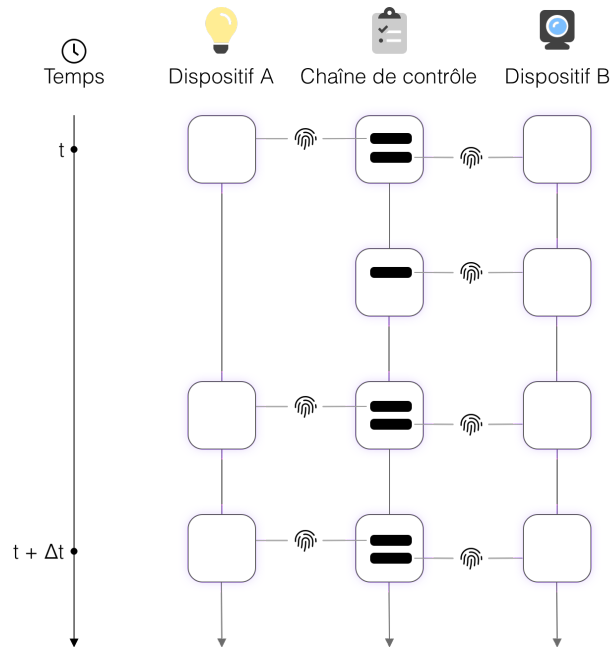 Temps
Dispositif A
Chaîne de contrôle
Dispositif B
t
t + Δt